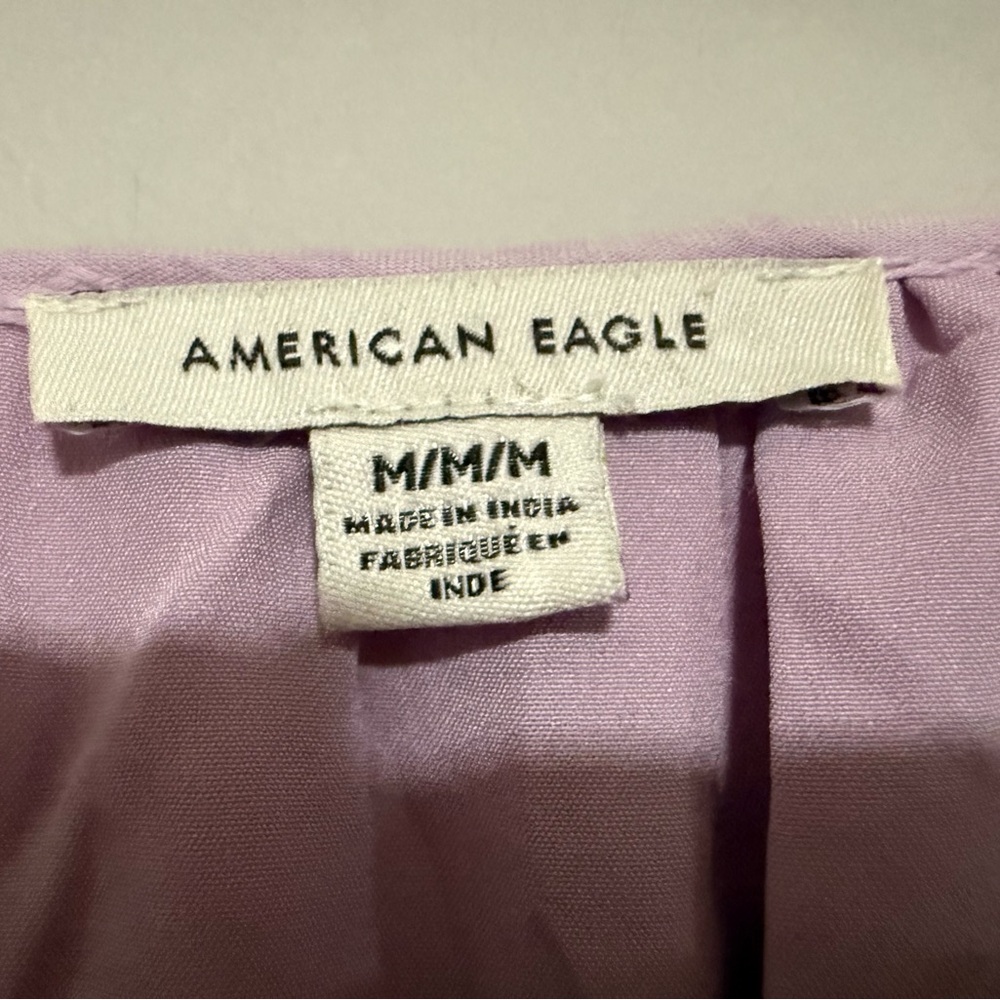 AMERICAN EAGLE
M/M/M
MADE IN INDIA
FABRIQUÉ EN
INDE